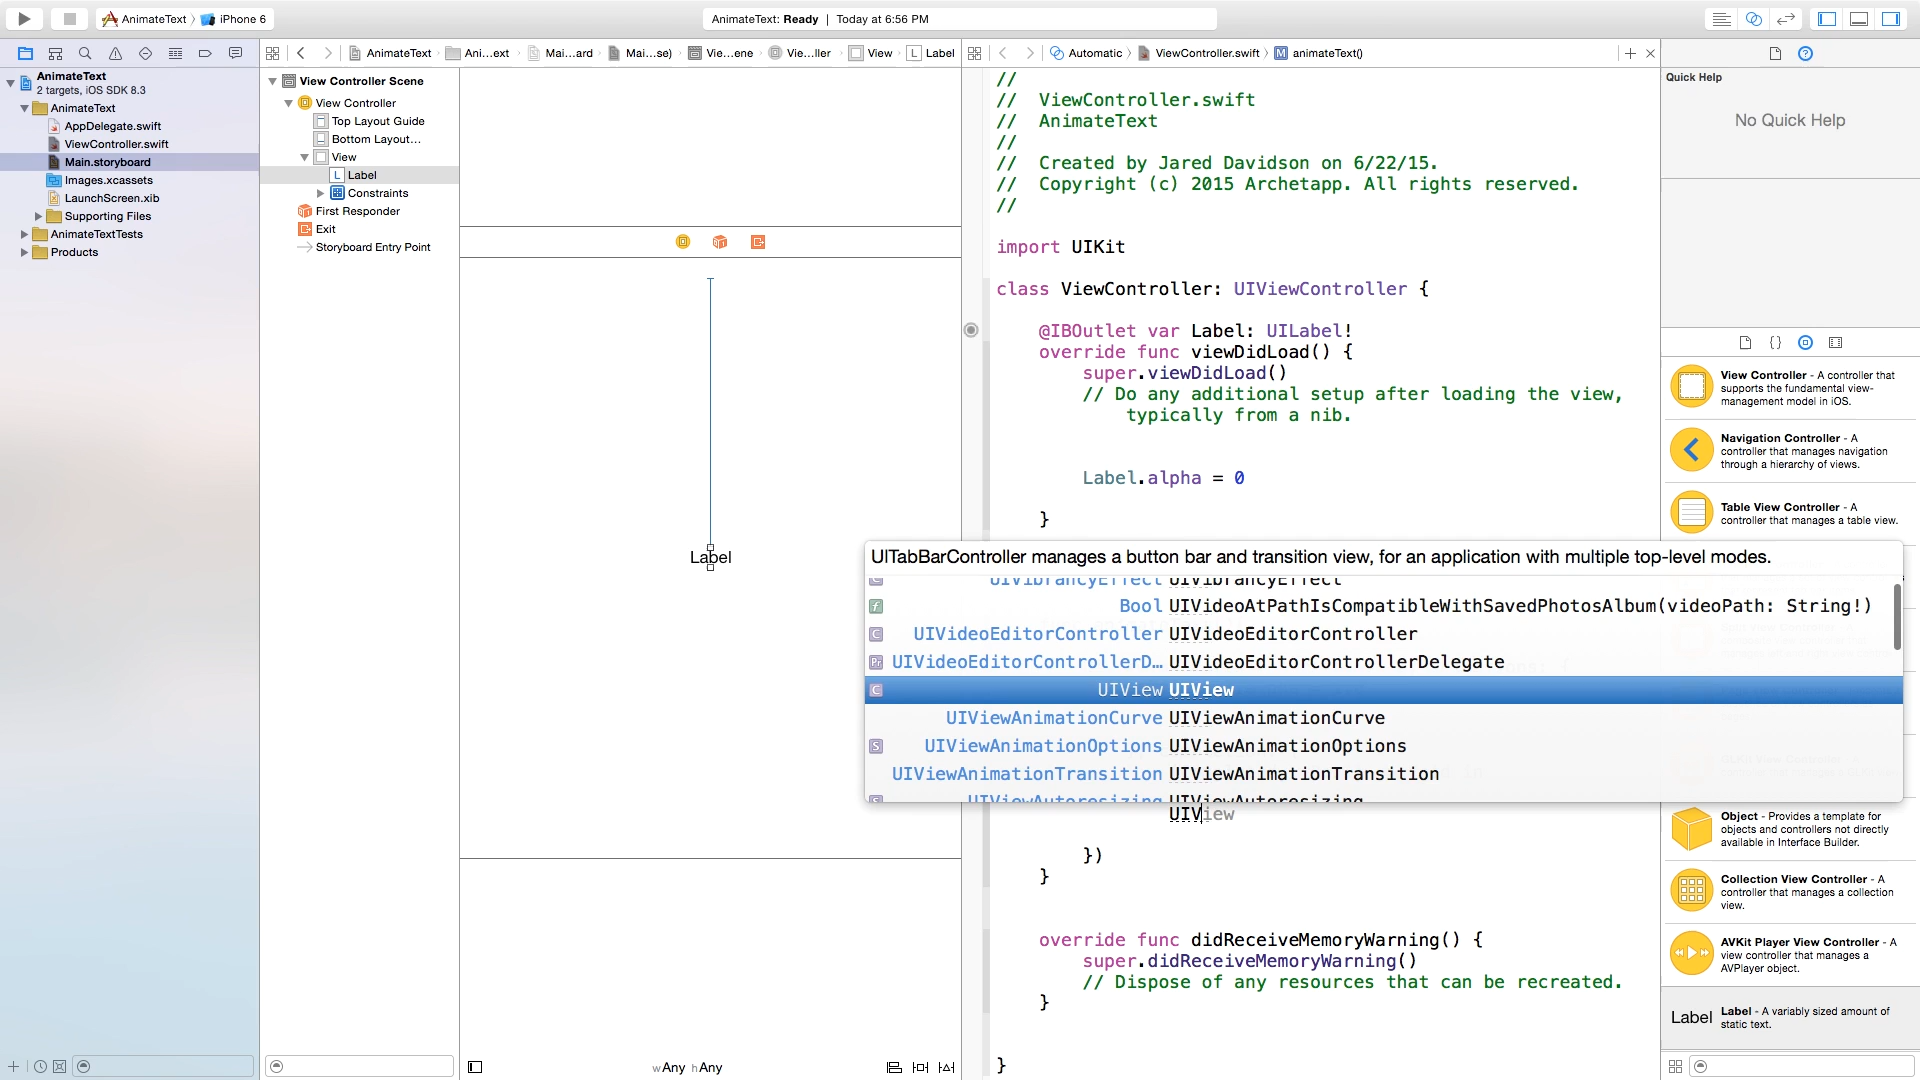 AnimateText
iPhone 6
AnimateText: Ready | Today at 6:56 PM
AnimateText
Ani...ext
Mai...ard
Mai...se)
Vie...ene
Vie...ller
View
Label
Automatic
ViewController.swift
animateText()
AnimateText
2 targets, iOS SDK 8.3
AnimateText
AppDelegate.swift
ViewController.swift
Main.storyboard
Images.xcassets
LaunchScreen.xib
Supporting Files
AnimateTextTests
Products
View Controller Scene
View Controller
Top Layout Guide
Bottom Layout...
View
Label
Constraints
First Responder
Exit
Storyboard Entry Point
Label
wAny hAny
//
// ViewController.swift
// AnimateText
//
// Created by Jared Davidson on 6/22/15.
// Copyright (c) 2015 Archetapp. All rights reserved.
//
import UIKit
class ViewController: UIViewController {
@IBOutlet var Label: UILabel!
override func viewDidLoad() {
super.viewDidLoad()
// Do any additional setup after loading the view,
typically from a nib.
Label.alpha = 0
}
UITabBarController manages a button bar and transition view, for an application with multiple top-level modes.
UIVibrancyEffect UIVibrancyEffect
Bool UIVideoAtPathIsCompatibleWithSavedPhotosAlbum(videoPath: String!)
UIVideoEditorController UIVideoEditorController
UIVideoEditorControllerD... UIVideoEditorControllerDelegate
UIView UIView
UIViewAnimationCurve UIViewAnimationCurve
UIViewAnimationOptions UIViewAnimationOptions
UIViewAnimationTransition UIViewAnimationTransition
UIViewAutoresizing UIViewAutoresizing
UIView
})
}
override func didReceiveMemoryWarning() {
super.didReceiveMemoryWarning()
// Dispose of any resources that can be recreated.
}
}
Quick Help
No Quick Help
View Controller - A controller that
supports the fundamental view-
management model in iOS.
Navigation Controller - A
controller that manages navigation
through a hierarchy of views.
Table View Controller - A
controller that manages a table view.
Object - Provides a template for
objects and controllers not directly
available in Interface Builder.
Collection View Controller - A
controller that manages a collection
view.
AVKit Player View Controller - A
view controller that manages a
AVPlayer object.
Label
Label - A variably sized amount of
static text.